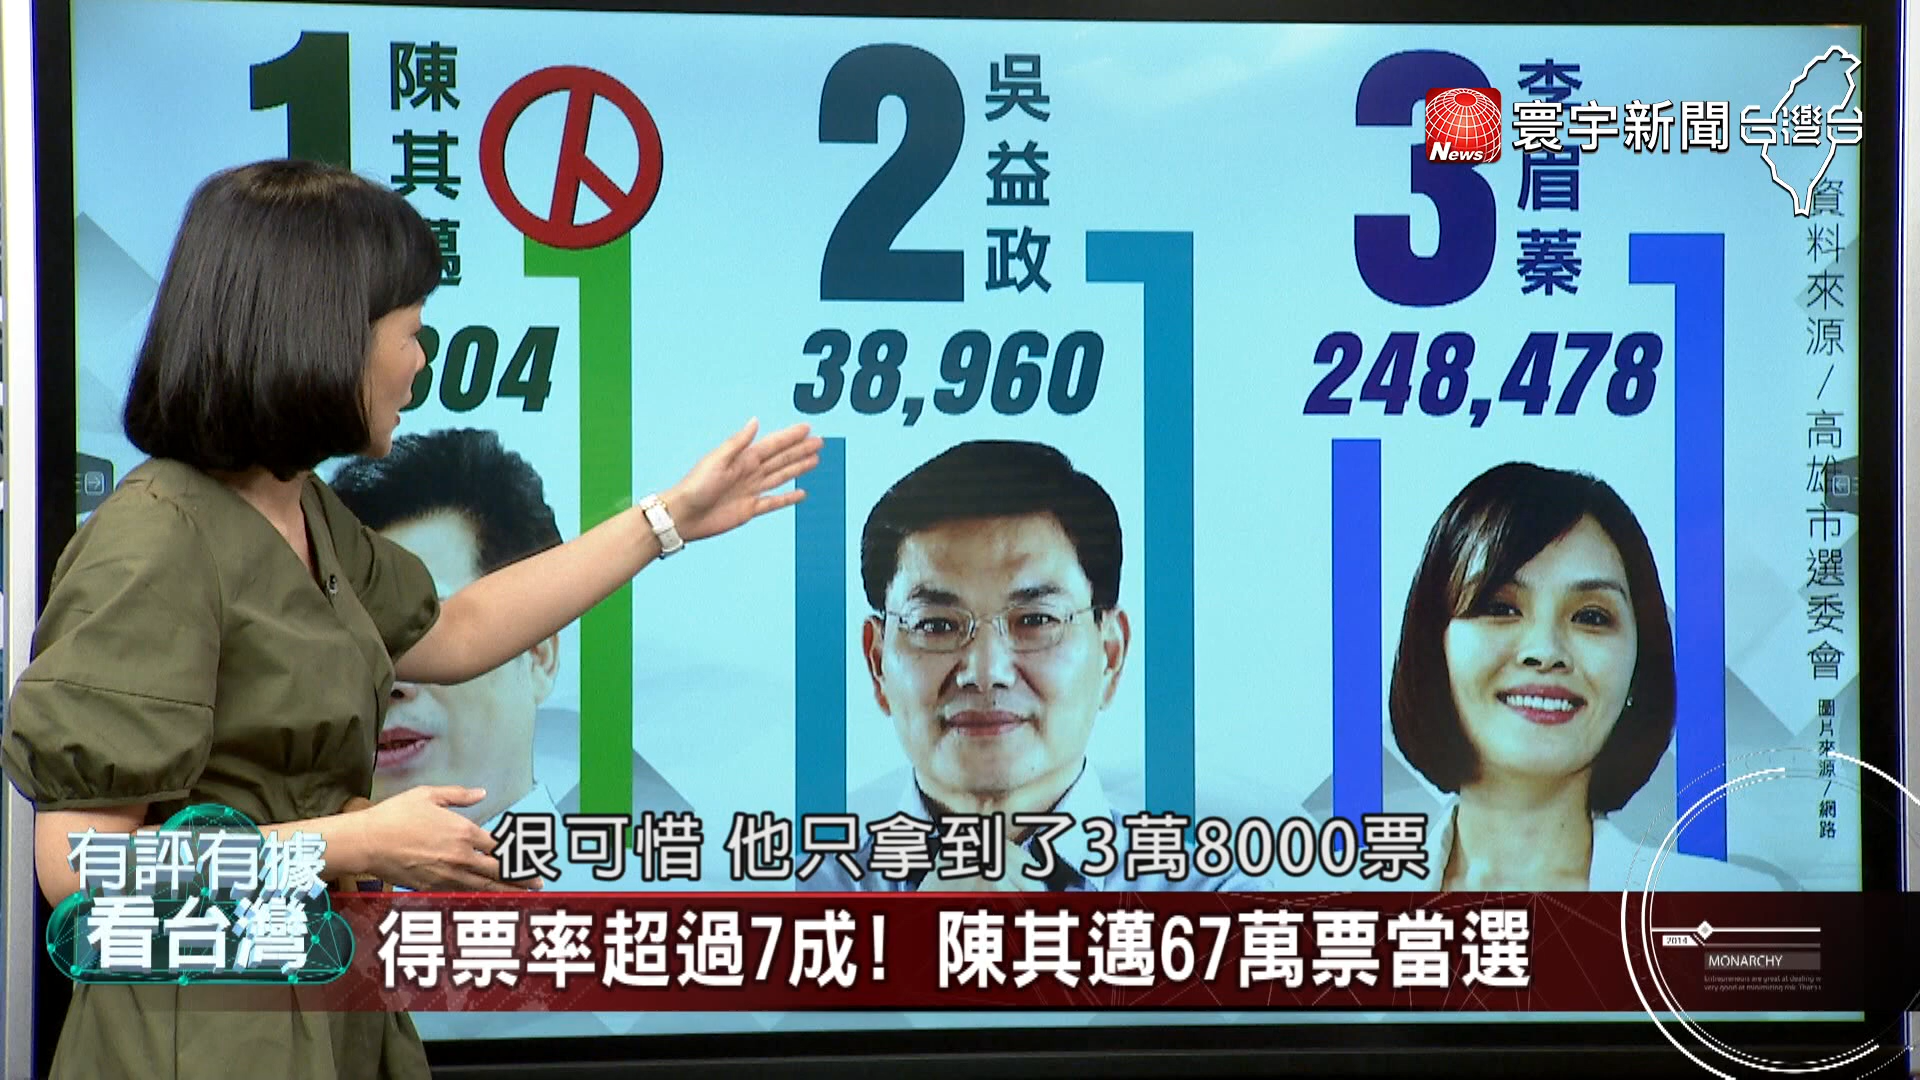 1
陳其邁
804
2
吳益政
38,960
3
李眉蓁
248,478
News
寰宇新聞
台灣
資料來源/高雄市選委會
圖片來源/網路
很可惜 他只拿到了3萬8000票
有評有據
看台灣
得票率超過7成! 陳其邁67萬票當選
2014
MONARCHY